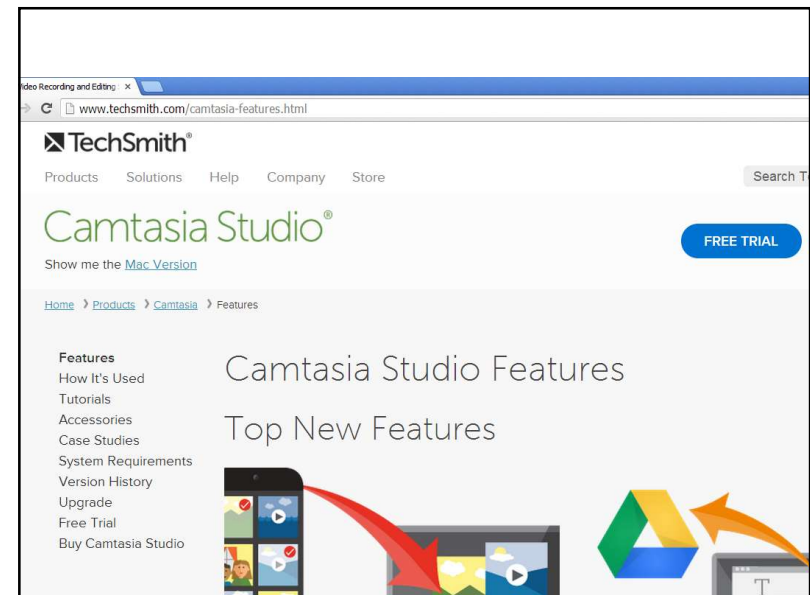 Video Recording and Editing
www.techsmith.com/camtasia-features.html
TechSmith®
Products Solutions Help Company Store Search
Camtasia Studio®
FREE TRIAL
Show me the Mac Version
Home › Products › Camtasia › Features
Features
How It's Used
Tutorials
Accessories
Case Studies
System Requirements
Version History
Upgrade
Free Trial
Buy Camtasia Studio
Camtasia Studio Features
Top New Features
T